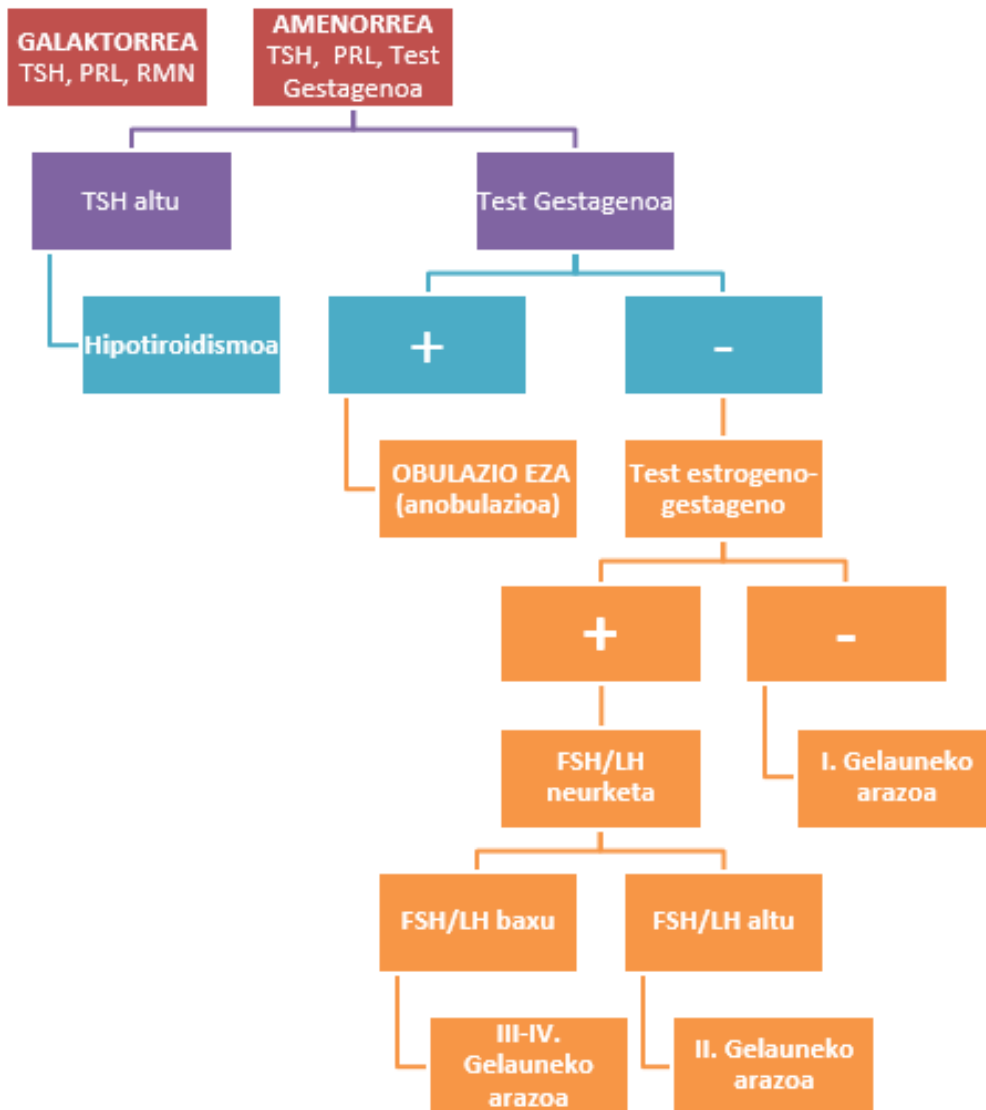 GALAKTORREA
TSH, PRL, RMN
AMENORREA
TSH, PRL, Test
Gestagenoa
TSH altu
Test Gestagenoa
Hipotiroidismoa
+
-
OBULAZIO EZA
(anobulazioa)
Test estrogeno-
gestageno
+
-
FSH/LH
neurketa
I. Gelauneko
arazoa
FSH/LH baxu
FSH/LH altu
III-IV.
Gelauneko
arazoa
II. Gelauneko
arazoa